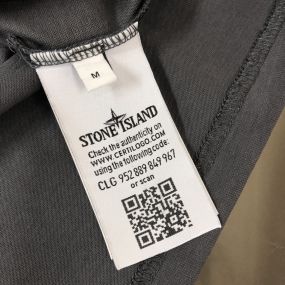 M
STONE ISLAND
Check the authenticity on
WWW.CERTILOGO.COM
using the following code:
CLG 952 889 849 967
or scan